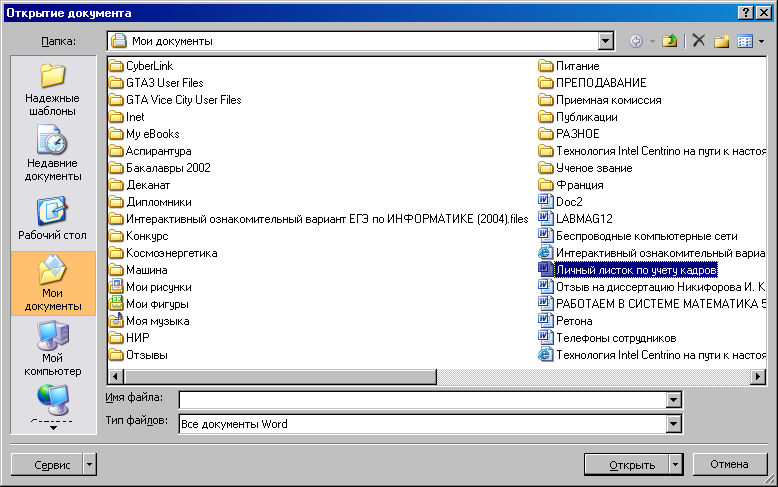 Открытие документа
Папка:
Мои документы
Надежные
шаблоны
Недавние
документы
Рабочий стол
Мои
документы
Мой
компьютер
CyberLink
GTA3 User Files
GTA Vice City User Files
Inet
My eBooks
Аспирантура
Бакалавры 2002
Деканат
Дипломники
Интерактивный ознакомительный вариант ЕГЭ по ИНФОРМАТИКЕ (2004).files
Конкурс
Космоэнергетика
Машина
Мои рисунки
Мои фигуры
Моя музыка
НИР
Отзывы
Питание
ПРЕПОДАВАНИЕ
Приемная комиссия
Публикации
РАЗНОЕ
Технология Intel Centrino на пути к настоя
Ученое звание
Франция
Doc2
LABMAG12
Беспроводные компьютерные сети
Интерактивный ознакомительный вариа
Личный листок по учету кадров
Отзыв на диссертацию Никифорова И. К
РАБОТАЕМ В СИСТЕМЕ МАТЕМАТИКА 5
Ретона
Телефоны сотрудников
Технология Intel Centrino на пути к настоя
Имя файла:
Тип файлов:
Все документы Word
Сервис
Открыть
Отмена